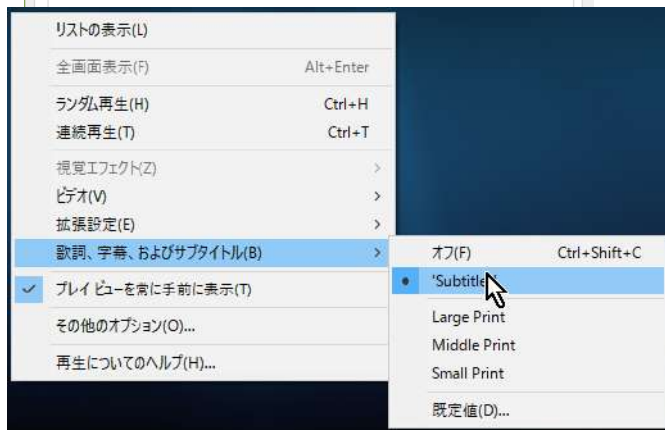 リストの表示(L)
全画面表示(F) Alt+Enter
ランダム再生(H) Ctrl+H
連続再生(T) Ctrl+T
視覚エフェクト(Z)
ビデオ(V)
拡張設定(E)
歌詞、字幕、およびサブタイトル(B)
プレイ ビューを常に手前に表示(T)
その他のオプション(O)...
再生についてのヘルプ(H)...
オフ(F) Ctrl+Shift+C
Large Print
Middle Print
Small Print
既定値(D)...